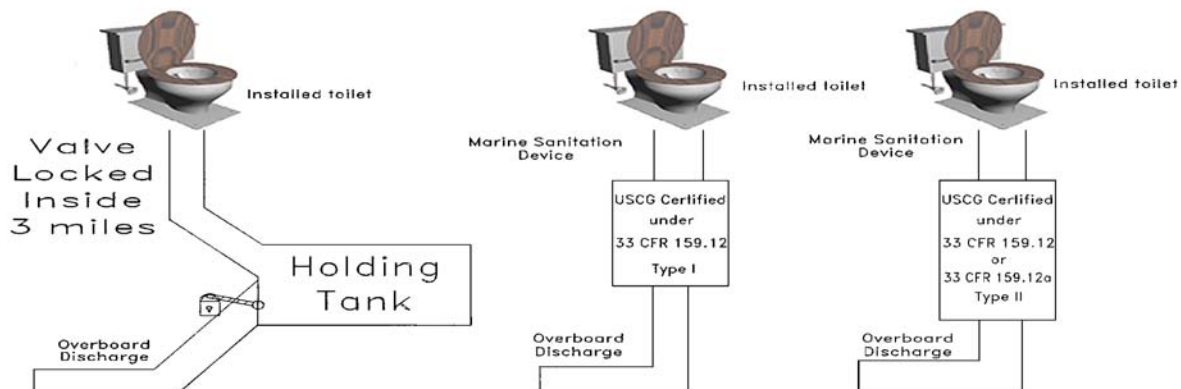 Installed toilet
Valve
Locked
Inside
3 miles
Holding
Tank
Overboard
Discharge
Installed toilet
Marine Sanitation
Device
USCG Certified
under
33 CFR 159.12
Type I
Overboard
Discharge
Installed toilet
Marine Sanitation
Device
USCG Certified
under
33 CFR 159.12
or
33 CFR 159.12a
Type II
Overboard
Discharge